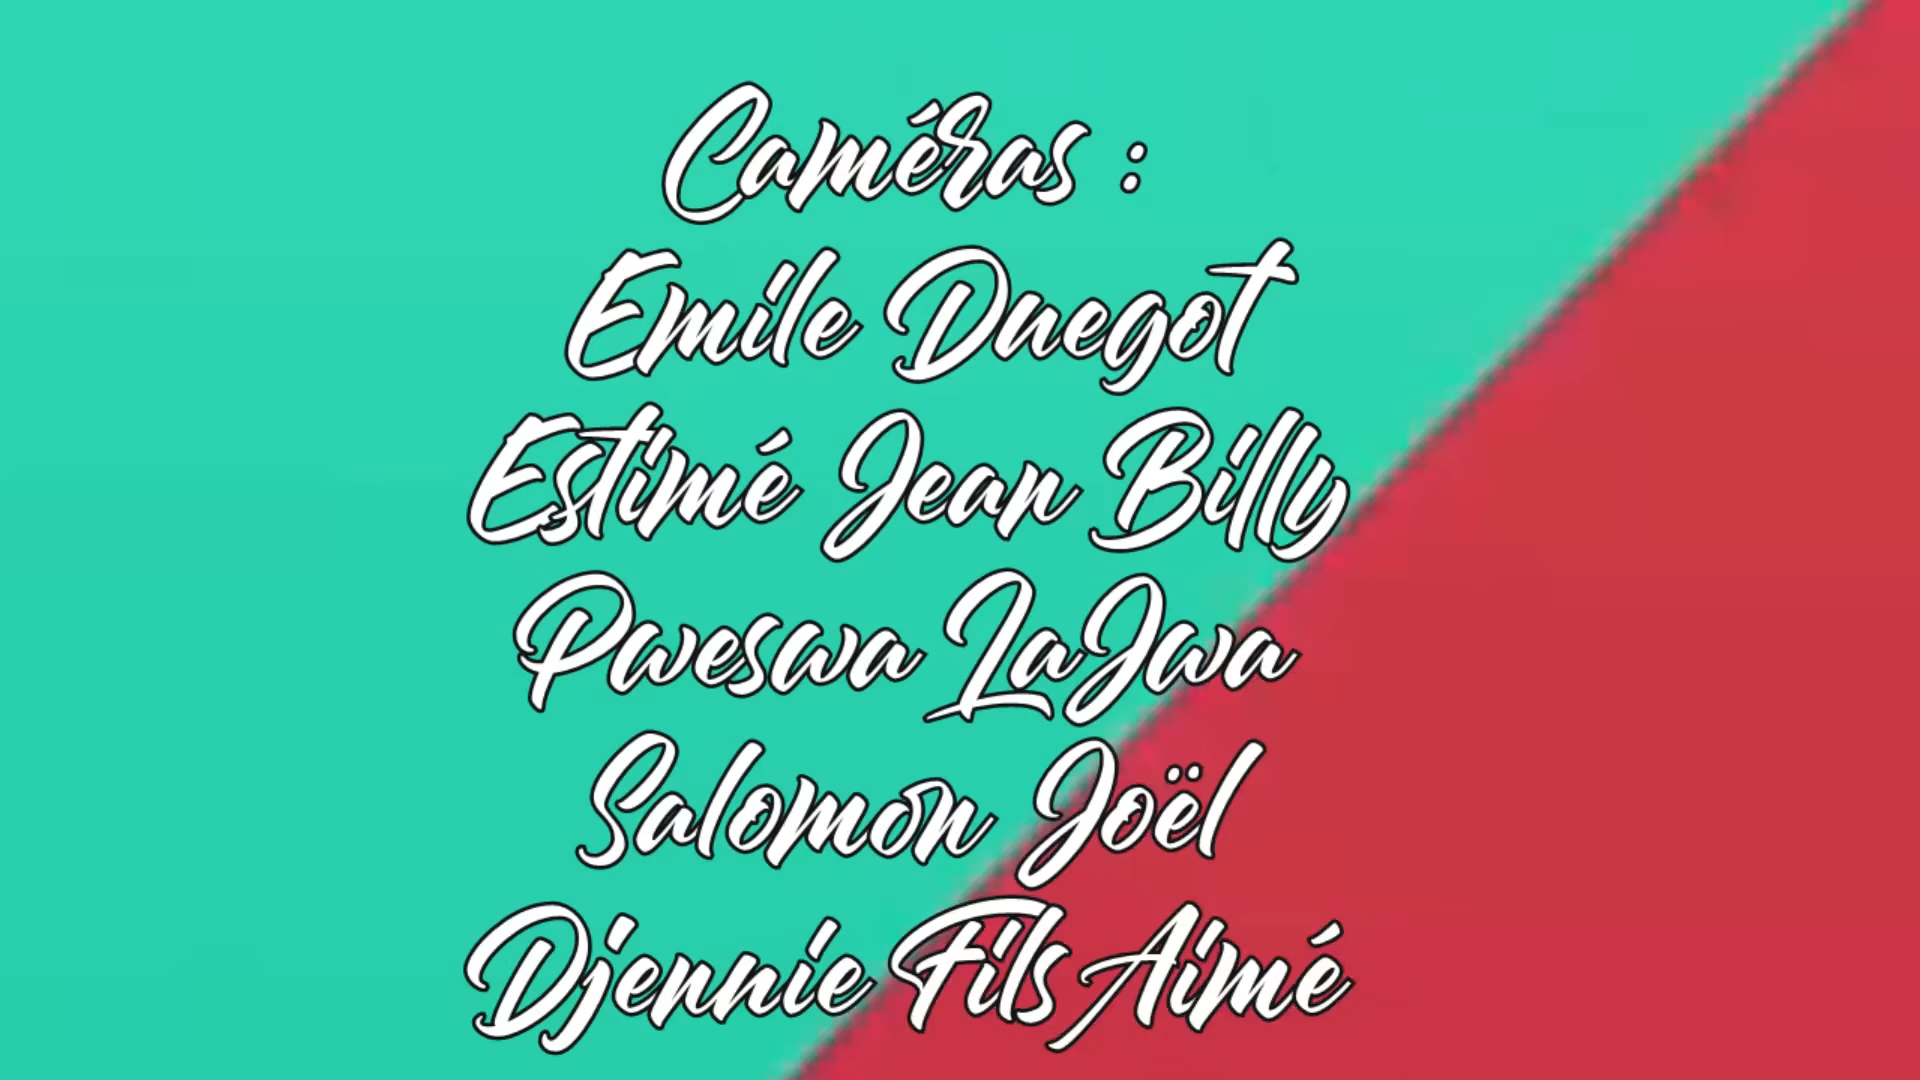 Caméras :
Emile Duegot
Estimé Jean Billy
Pweswa LaJwa
Salomon Joël
Djennie Fils Aimé